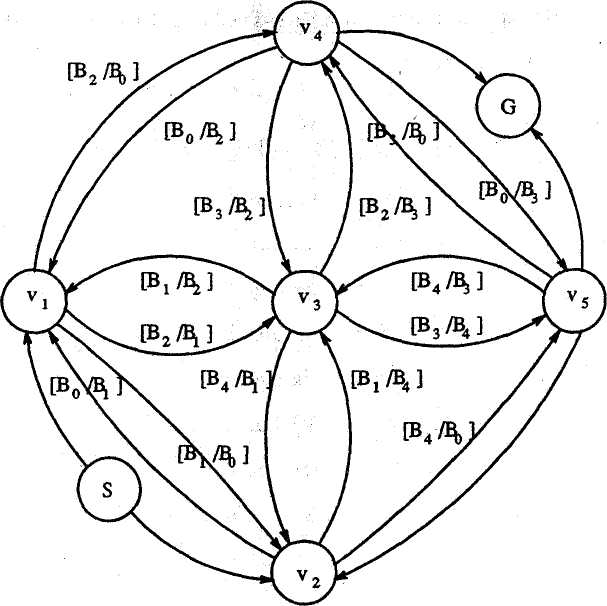 v4
[B2/B0]
G
[B0/B2]
[B3/B0]
[B0/B3]
[B3/B2]
[B2/B3]
[B1/B2]
[B4/B3]
v1
v3
v5
[B2/B1]
[B3/B4]
[B0/B1]
[B4/B1]
[B1/B4]
[B4/B0]
[B1/B0]
S
v2